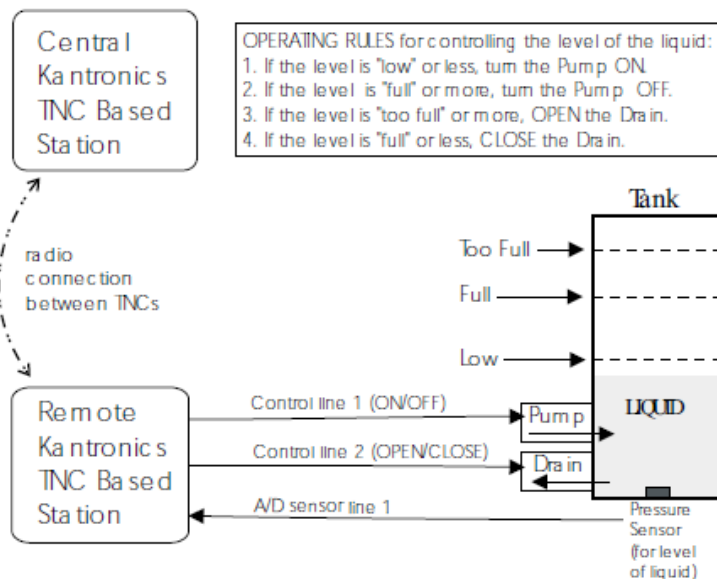 Central
Kantronics
TNC Based
Station
OPERATING RULES for controlling the level of the liquid:
1. If the level is "low" or less, turn the Pump ON.
2. If the level is "full" or more, turn the Pump OFF.
3. If the level is "too full" or more, OPEN the Drain.
4. If the level is "full" or less, CLOSE the Drain.
Tank
radio
connection
between TNCs
Too Full
Full
Low
Remote
Kantronics
TNC Based
Station
Control line 1 (ON/OFF)
Pump
LIQUID
Control line 2 (OPEN/CLOSE)
Drain
A/D sensor line 1
Pressure
Sensor
(for level
of liquid)